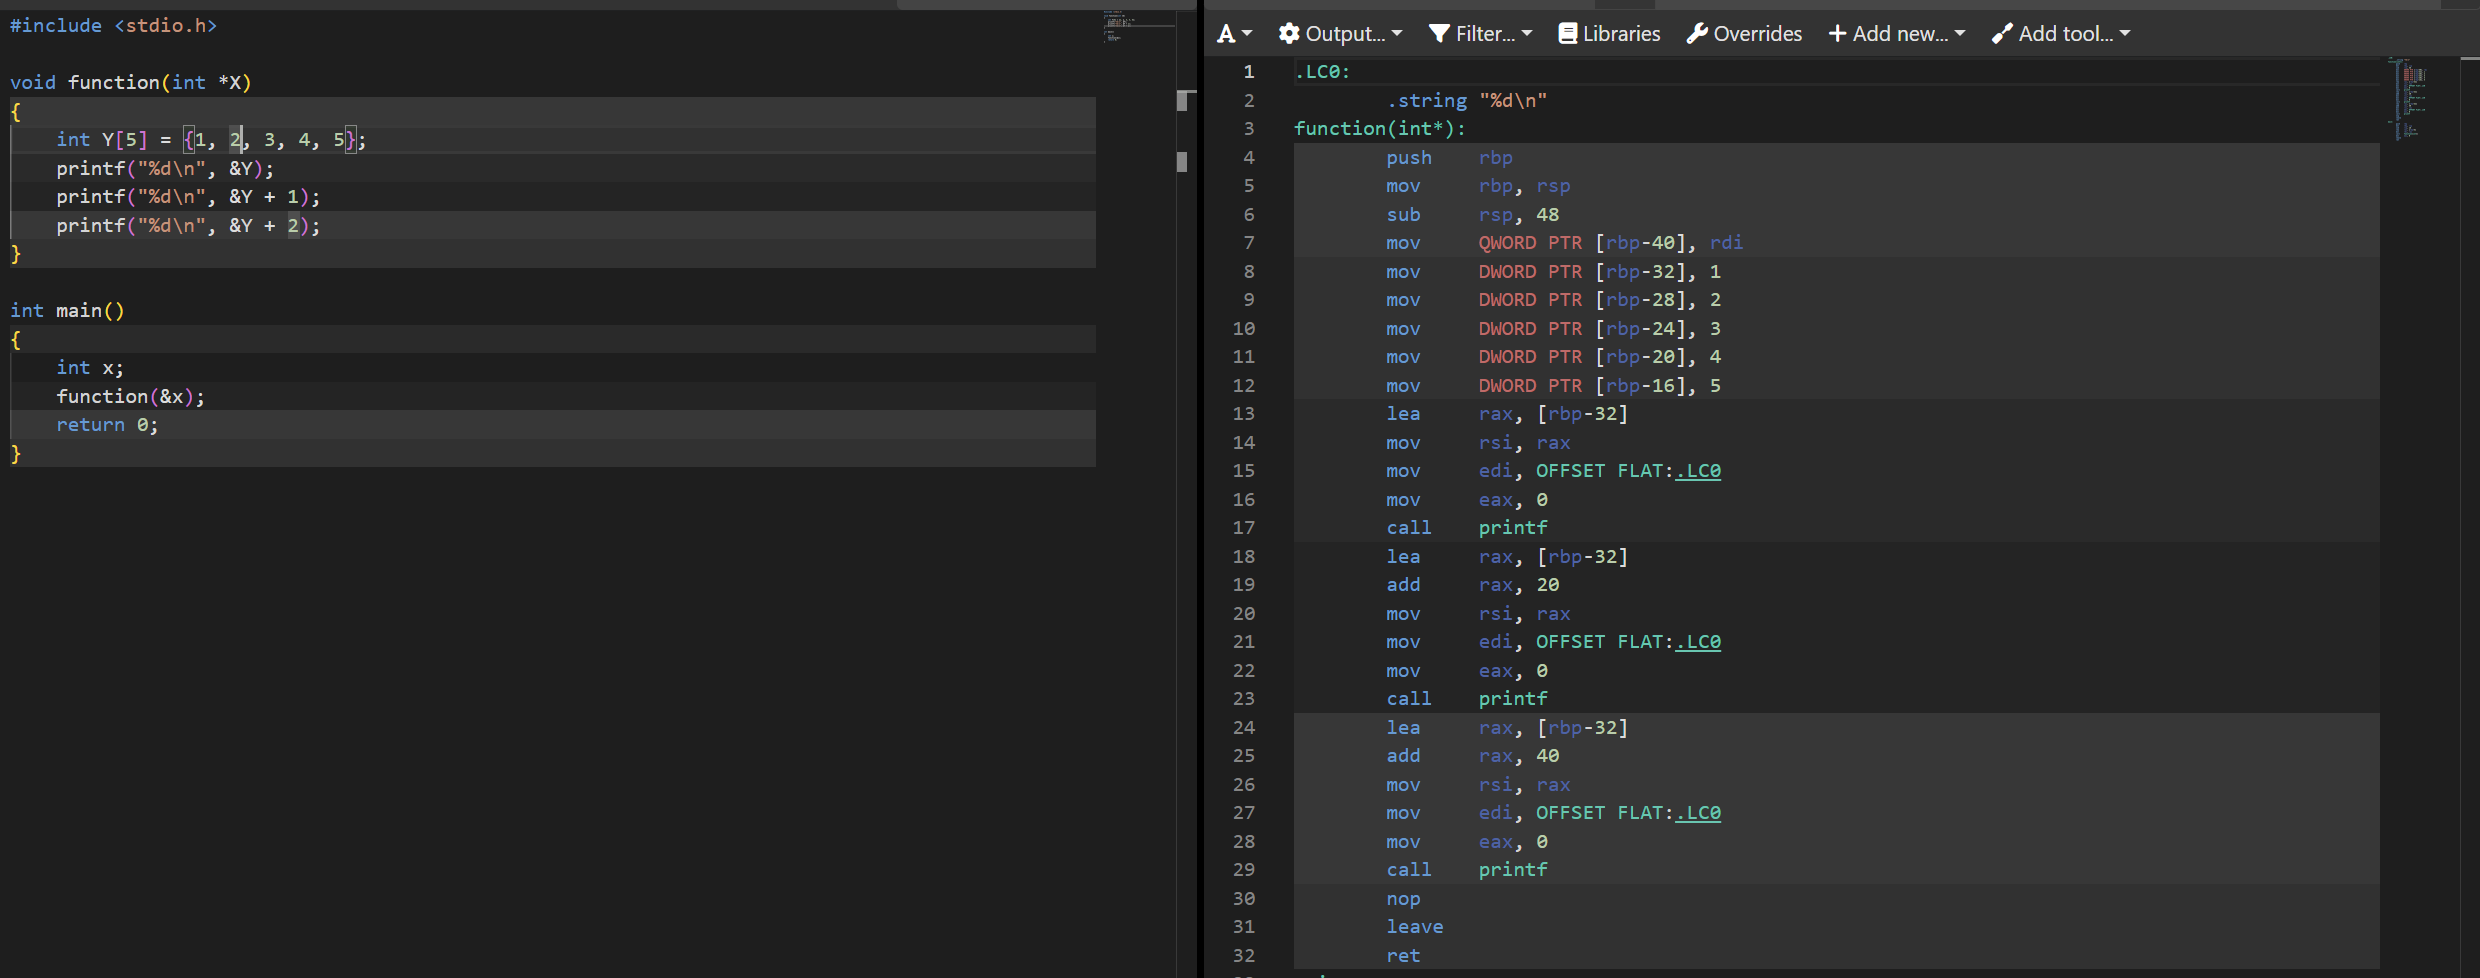 #include <stdio.h>
void function(int *X)
{
    int Y[5] = {1, 2, 3, 4, 5};
    printf("%d\n", &Y);
    printf("%d\n", &Y + 1);
    printf("%d\n", &Y + 2);
}
int main()
{
    int x;
    function(&x);
    return 0;
}
A Output... Filter... Libraries Overrides + Add new... Add tool...
1 .LC0:
2         .string "%d\n"
3 function(int*):
4         push    rbp
5         mov     rbp, rsp
6         sub     rsp, 48
7         mov     QWORD PTR [rbp-40], rdi
8         mov     DWORD PTR [rbp-32], 1
9         mov     DWORD PTR [rbp-28], 2
10         mov     DWORD PTR [rbp-24], 3
11         mov     DWORD PTR [rbp-20], 4
12         mov     DWORD PTR [rbp-16], 5
13         lea     rax, [rbp-32]
14         mov     rsi, rax
15         mov     edi, OFFSET FLAT:.LC0
16         mov     eax, 0
17         call    printf
18         lea     rax, [rbp-32]
19         add     rax, 20
20         mov     rsi, rax
21         mov     edi, OFFSET FLAT:.LC0
22         mov     eax, 0
23         call    printf
24         lea     rax, [rbp-32]
25         add     rax, 40
26         mov     rsi, rax
27         mov     edi, OFFSET FLAT:.LC0
28         mov     eax, 0
29         call    printf
30         nop
31         leave
32         ret